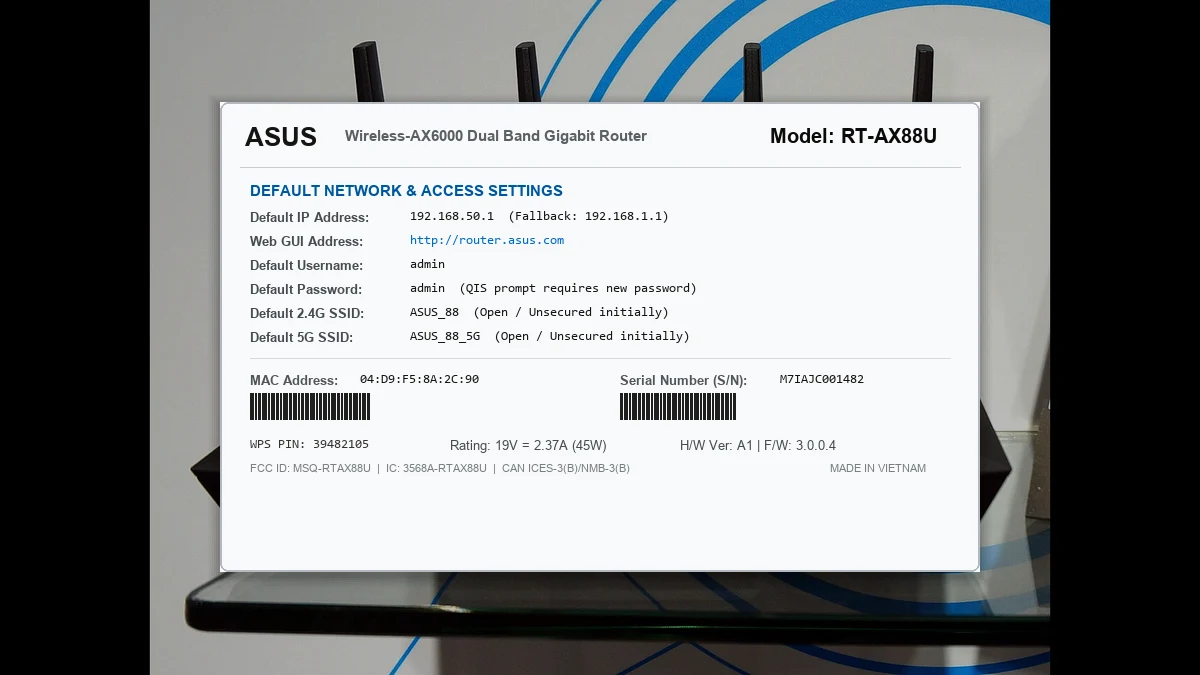 ASUS Wireless-AX6000 Dual Band Gigabit Router Model: RT-AX88U
DEFAULT NETWORK & ACCESS SETTINGS
Default IP Address: 192.168.50.1 (Fallback: 192.168.1.1)
Web GUI Address: http://router.asus.com
Default Username: admin
Default Password: admin (QIS prompt requires new password)
Default 2.4G SSID: ASUS_88 (Open / Unsecured initially)
Default 5G SSID: ASUS_88_5G (Open / Unsecured initially)
MAC Address: 04:D9:F5:8A:2C:90 Serial Number (S/N): M7IAJC001482
WPS PIN: 39482105 Rating: 19V = 2.37A (45W) H/W Ver: A1 | F/W: 3.0.0.4
FCC ID: MSQ-RTAX88U | IC: 3568A-RTAX88U | CAN ICES-3(B)/NMB-3(B) MADE IN VIETNAM